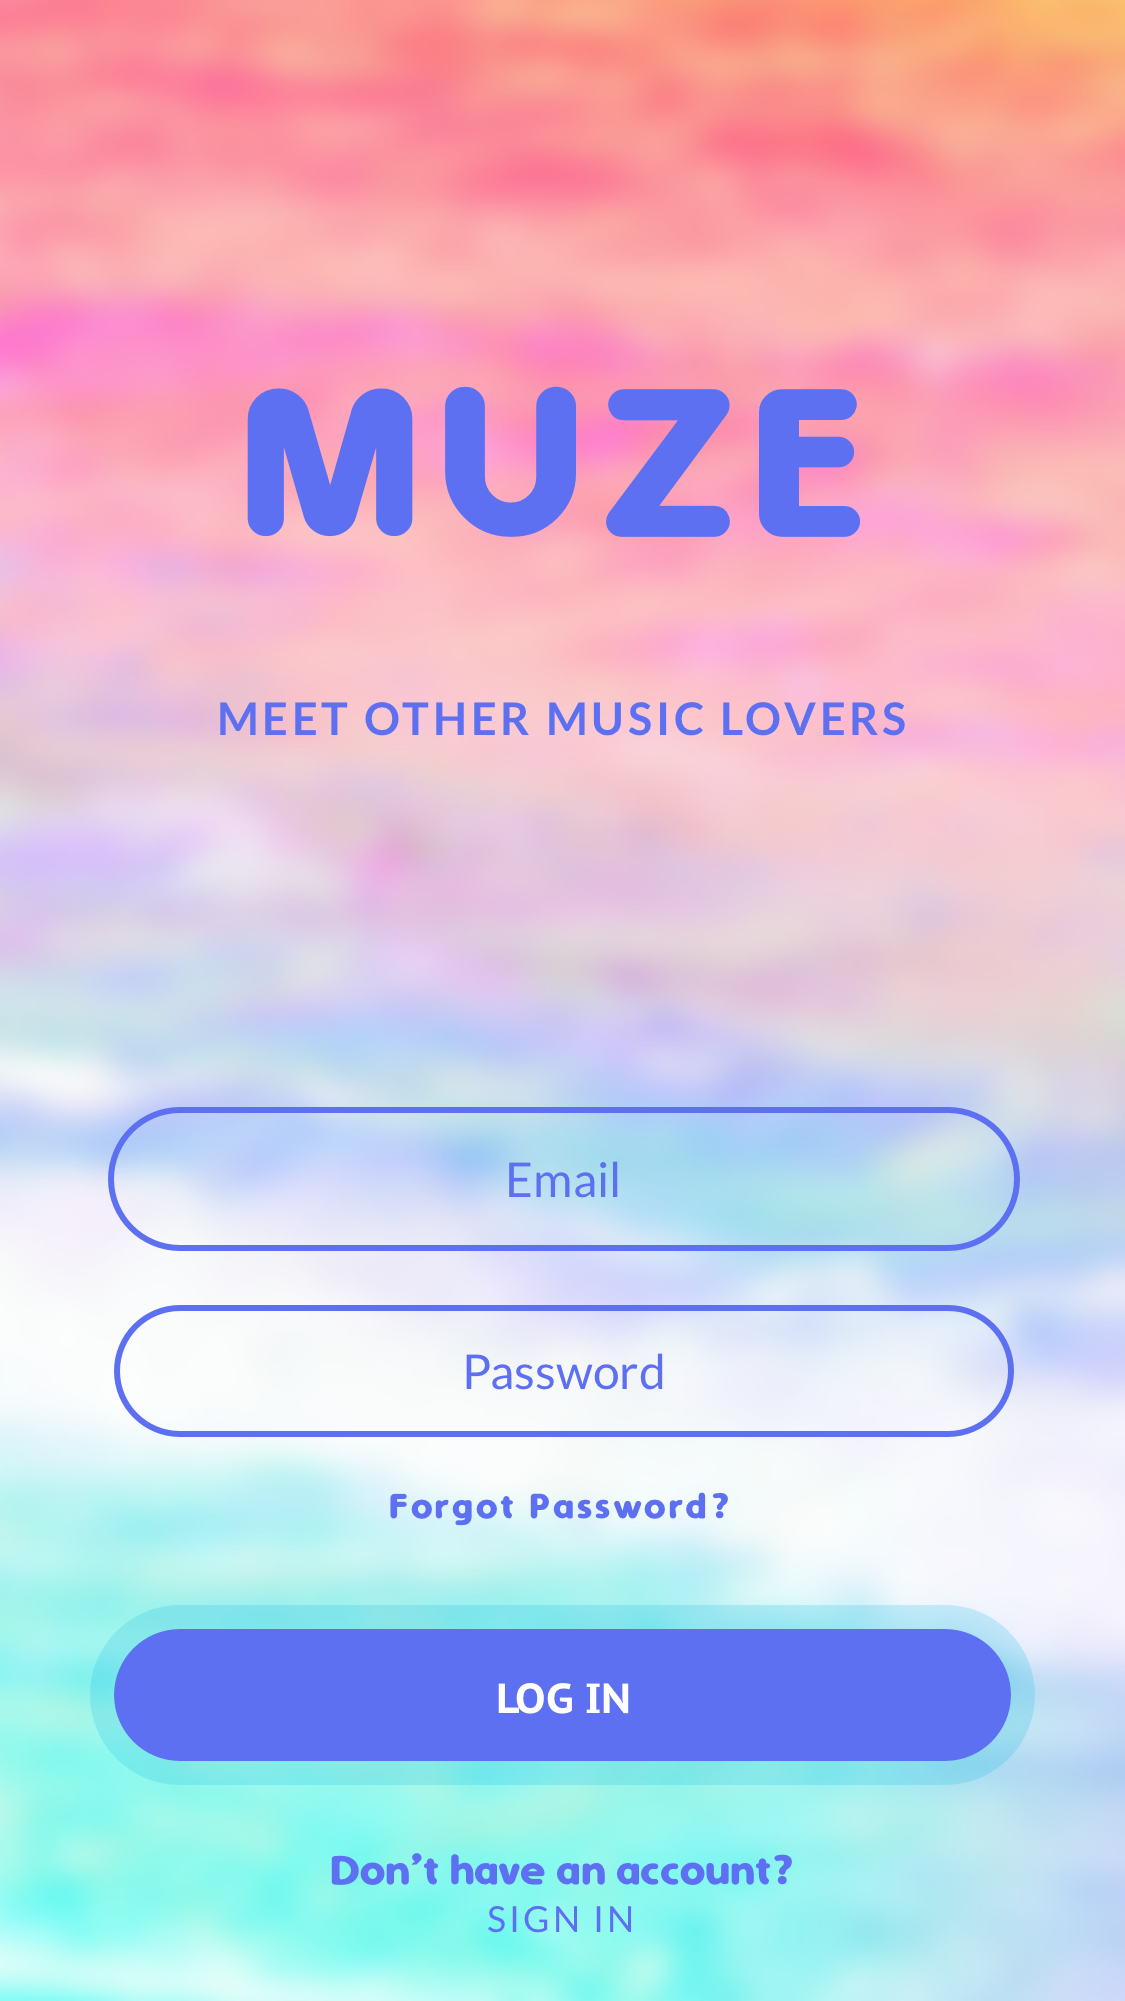 MUZE
MEET OTHER MUSIC LOVERS
Email
Password
Forgot Password?
LOG IN
Don't have an account?
SIGN IN